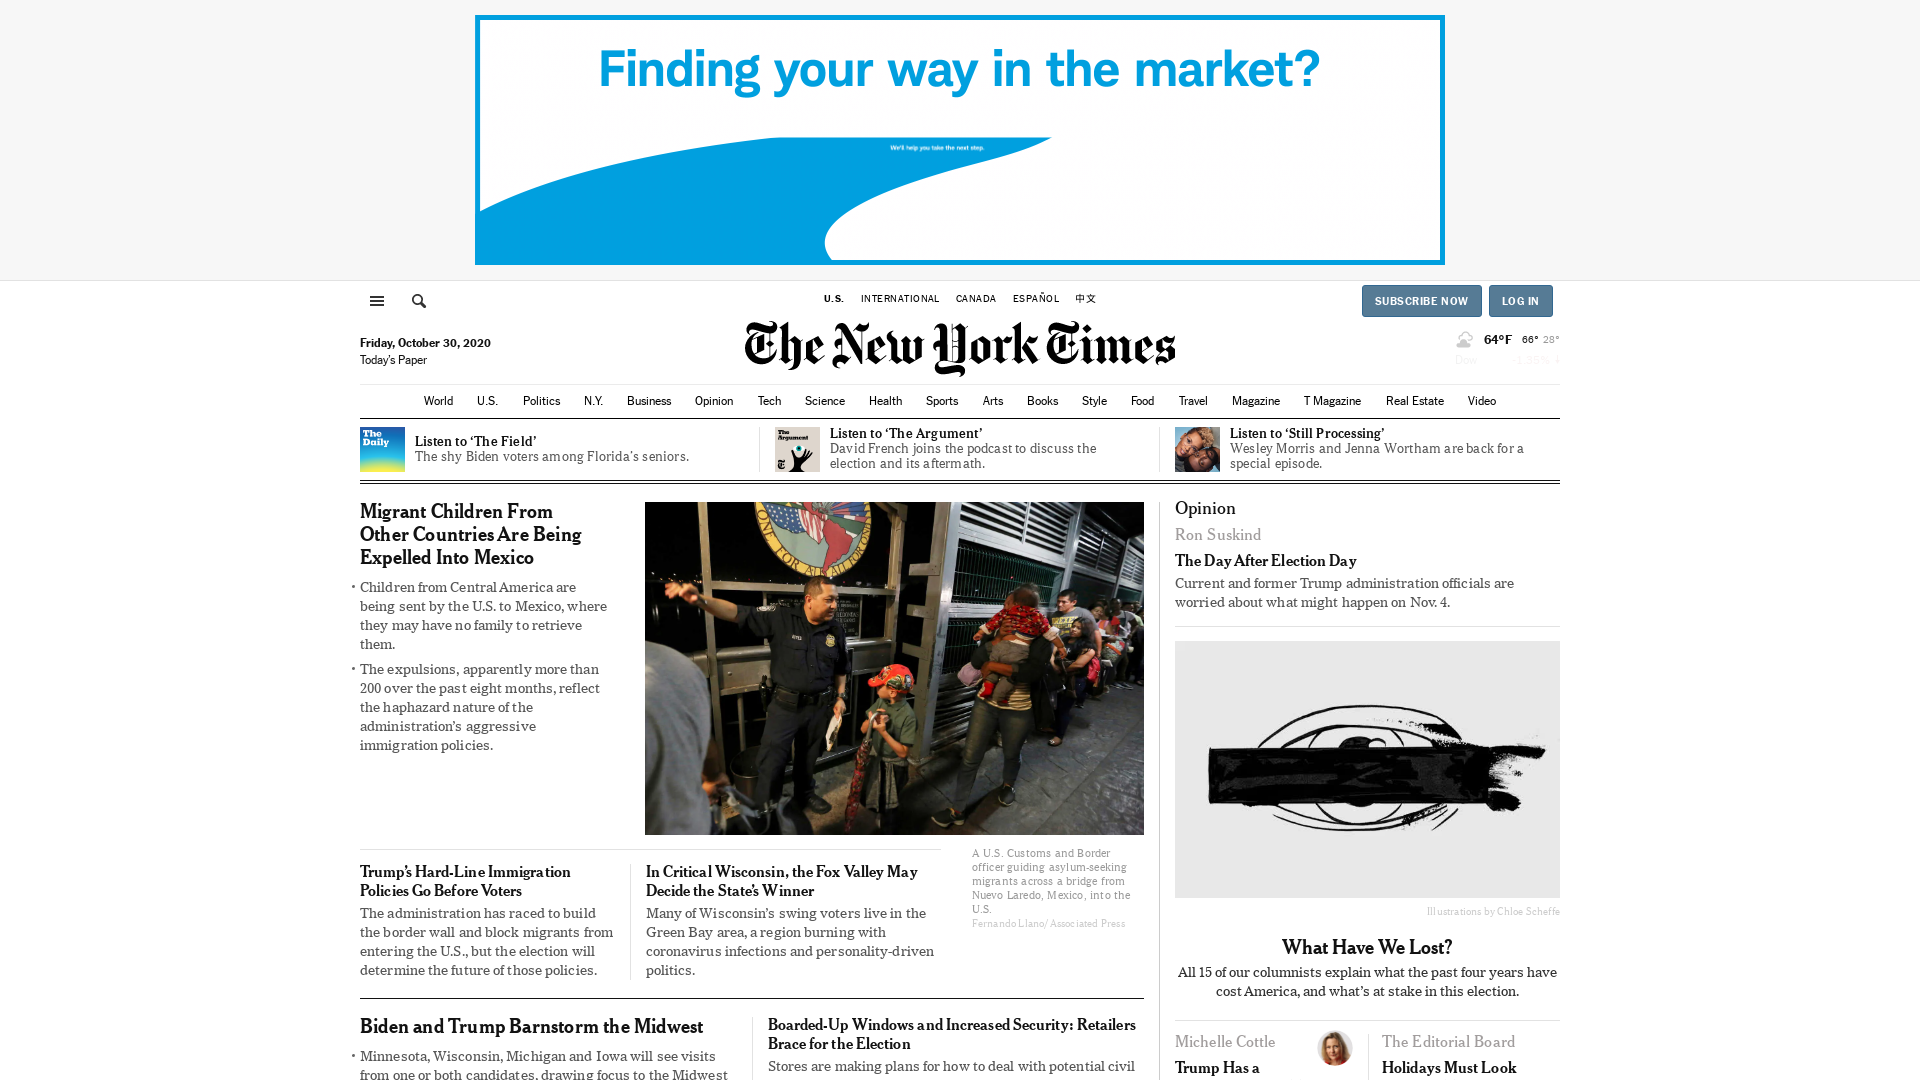 Finding your way in the market?
We'll help you take the next step.
U.S.
INTERNATIONAL
CANADA
ESPAÑOL
中文
SUBSCRIBE NOW
LOG IN
Friday, October 30, 2020
Today's Paper
The New York Times
64°F 66° 28°
Dow -1.35% ↓
World
U.S.
Politics
N.Y.
Business
Opinion
Tech
Science
Health
Sports
Arts
Books
Style
Food
Travel
Magazine
T Magazine
Real Estate
Video
The
Daily
Listen to ‘The Field’
The shy Biden voters among Florida’s seniors.
The
Argument
Listen to ‘The Argument’
David French joins the podcast to discuss the
election and its aftermath.
Listen to ‘Still Processing’
Wesley Morris and Jenna Wortham are back for a
special episode.
Migrant Children From
Other Countries Are Being
Expelled Into Mexico
• Children from Central America are
being sent by the U.S. to Mexico, where
they may have no family to retrieve
them.
• The expulsions, apparently more than
200 over the past eight months, reflect
the haphazard nature of the
administration’s aggressive
immigration policies.
A U.S. Customs and Border
officer guiding asylum-seeking
migrants across a bridge from
Nuevo Laredo, Mexico, into the
U.S.
Fernando Llano/Associated Press
Trump’s Hard-Line Immigration
Policies Go Before Voters
The administration has raced to build
the border wall and block migrants from
entering the U.S., but the election will
determine the future of those policies.
In Critical Wisconsin, the Fox Valley May
Decide the State’s Winner
Many of Wisconsin’s swing voters live in the
Green Bay area, a region burning with
coronavirus infections and personality-driven
politics.
Biden and Trump Barnstorm the Midwest
• Minnesota, Wisconsin, Michigan and Iowa will see visits
from one or both candidates, drawing focus to the Midwest
Boarded-Up Windows and Increased Security: Retailers
Brace for the Election
Stores are making plans for how to deal with potential civil
Opinion
Ron Suskind
The Day After Election Day
Current and former Trump administration officials are
worried about what might happen on Nov. 4.
Illustrations by Chloe Scheffe
What Have We Lost?
All 15 of our columnists explain what the past four years have
cost America, and what’s at stake in this election.
Michelle Cottle
Trump Has a
The Editorial Board
Holidays Must Look